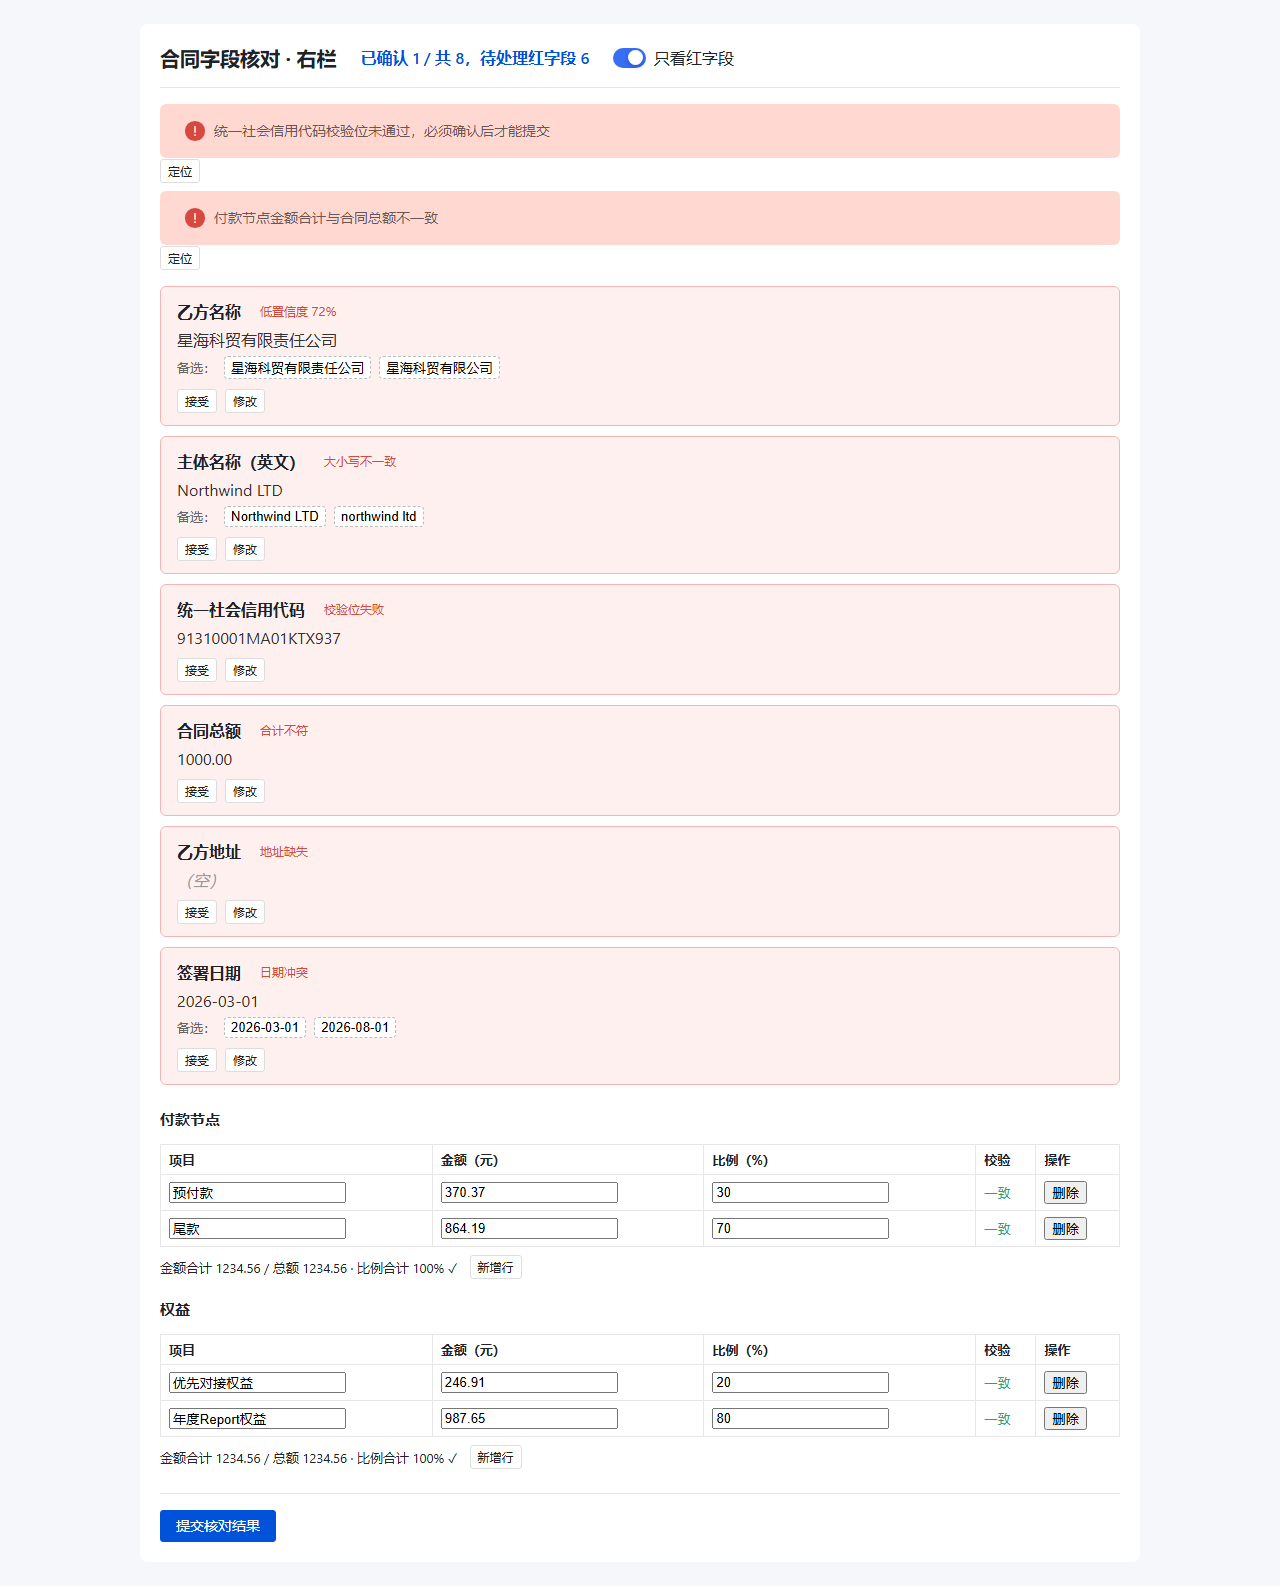 合同字段核对 · 右栏 已确认 1 / 共 8，待处理红字段 6 只看红字段
统一社会信用代码校验位未通过，必须确认后才能提交
定位
付款节点金额合计与合同总额不一致
定位
乙方名称 低置信度 72%
星海科贸有限责任公司
备选： 星海科贸有限责任公司 星海科贸有限公司
接受 修改
主体名称（英文） 大小写不一致
Northwind LTD
备选： Northwind LTD northwind ltd
接受 修改
统一社会信用代码 校验位失败
91310001MA01KTX937
接受 修改
合同总额 合计不符
1000.00
接受 修改
乙方地址 地址缺失
（空）
接受 修改
签署日期 日期冲突
2026-03-01
备选： 2026-03-01 2026-08-01
接受 修改
付款节点
项目 金额（元） 比例（%） 校验 操作
预付款 370.37 30 一致 删除
尾款 864.19 70 一致 删除
金额合计 1234.56 / 总额 1234.56 · 比例合计 100% ✓ 新增行
权益
项目 金额（元） 比例（%） 校验 操作
优先对接权益 246.91 20 一致 删除
年度Report权益 987.65 80 一致 删除
金额合计 1234.56 / 总额 1234.56 · 比例合计 100% ✓ 新增行
提交核对结果